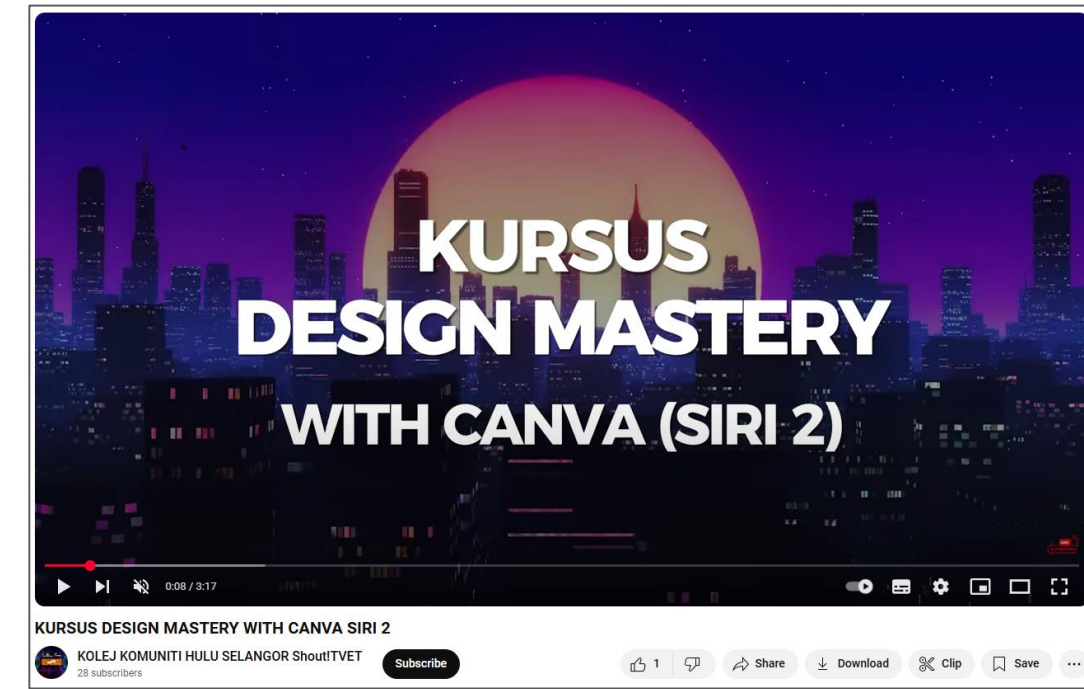 KURSUS
DESIGN MASTERY
WITH CANVA (SIRI 2)
0:08 / 3:17
KURSUS DESIGN MASTERY WITH CANVA SIRI 2
KOLEJ KOMUNITI HULU SELANGOR Shout!TVET
28 subscribers
Subscribe
1
Share
Download
Clip
Save